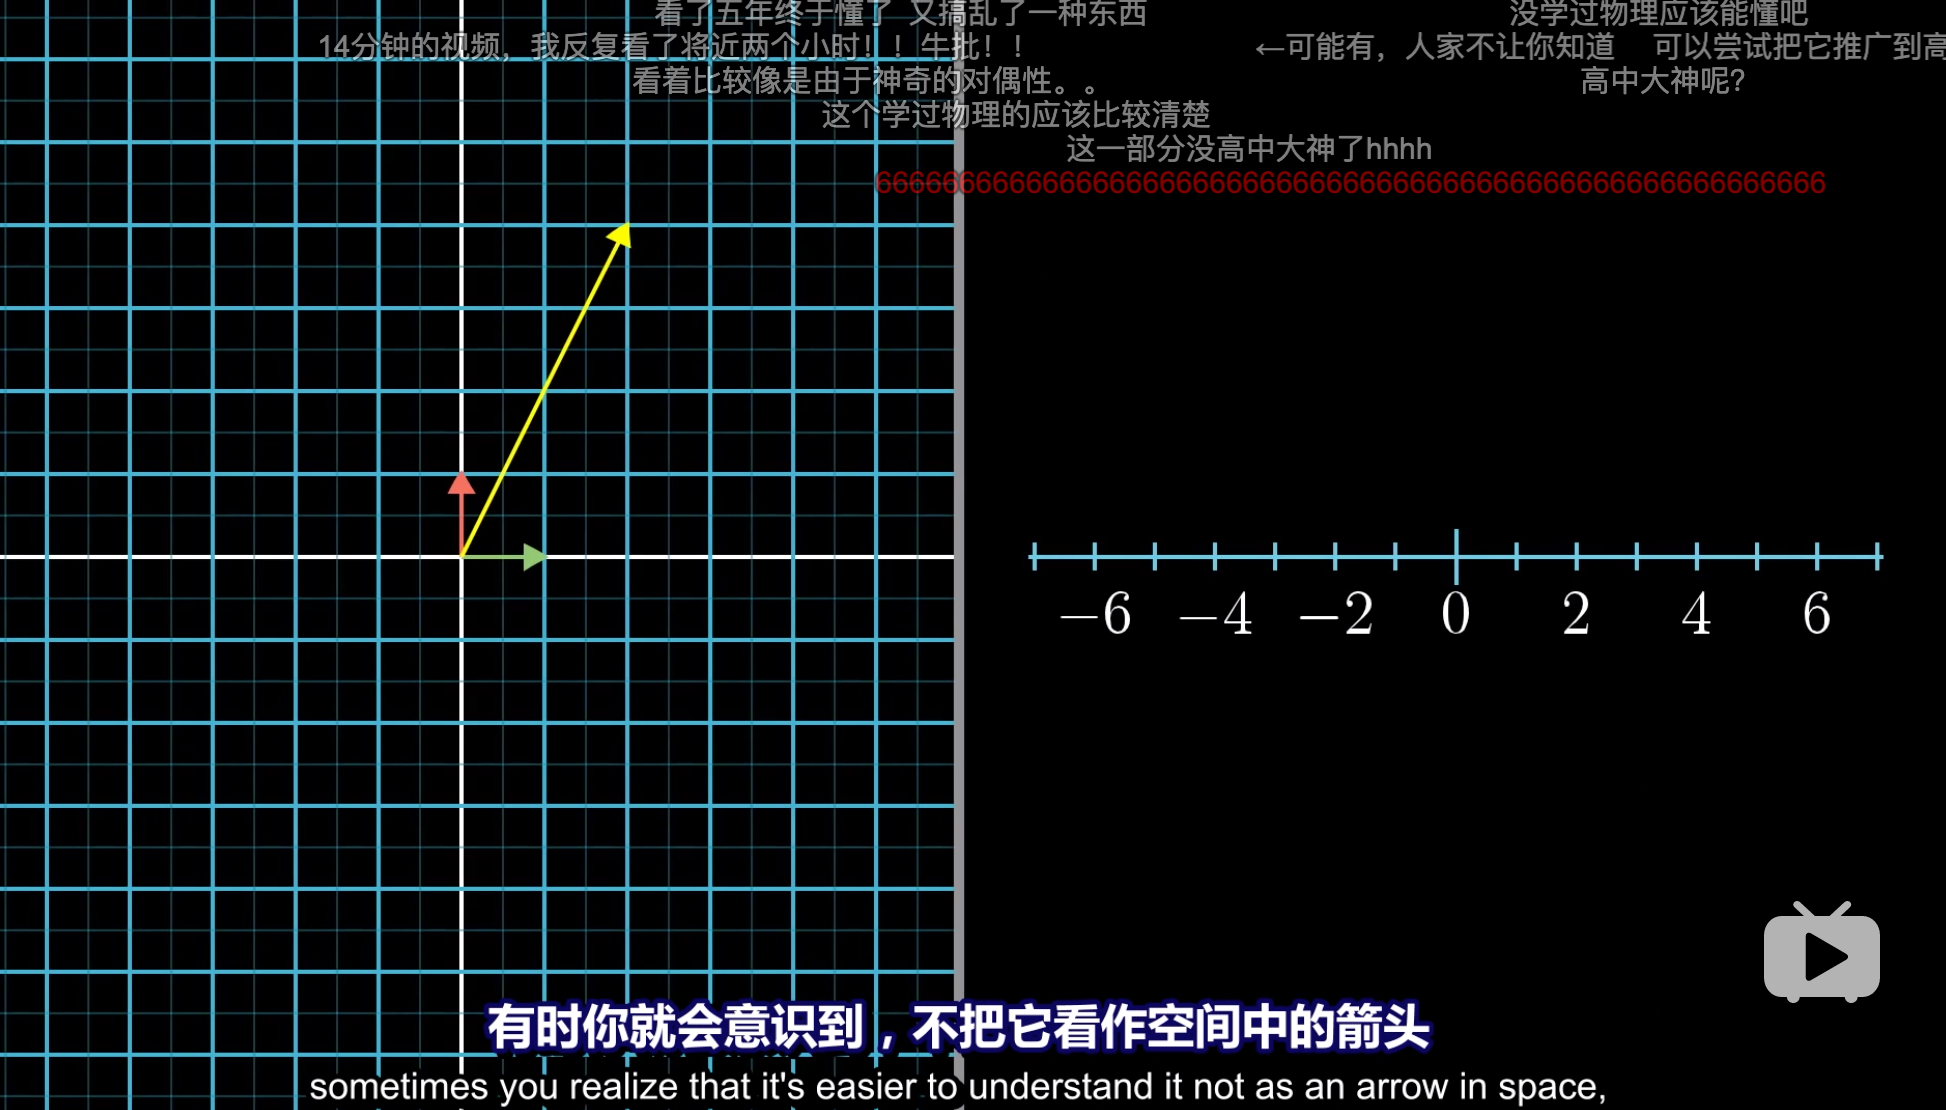 看了五年终于懂了 又搞乱了一种东西 没学过物理应该能懂吧
14分钟的视频，我反复看了将近两个小时！！牛批！！ ←可能有，人家不让你知道 可以尝试把它推广到高
看着比较像是由于神奇的对偶性。。 高中大神呢？
这个学过物理的应该比较清楚
这一部分没高中大神了hhhh
666666666666666666666666666666666666666666666666666666666
−6 −4 −2 0 2 4 6
有时你就会意识到，不把它看作空间中的箭头
sometimes you realize that it's easier to understand it not as an arrow in space,